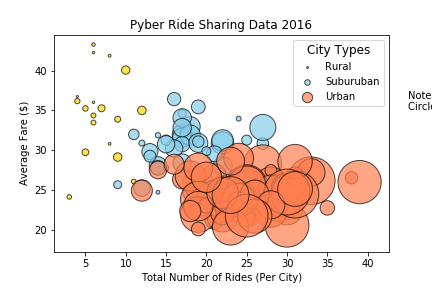 Pyber Ride Sharing Data 2016
City Types
Rural
Suburuban
Urban
Note
Circle
Average Fare ($)
40
35
30
25
20
5
10
15
20
25
30
35
40
Total Number of Rides (Per City)